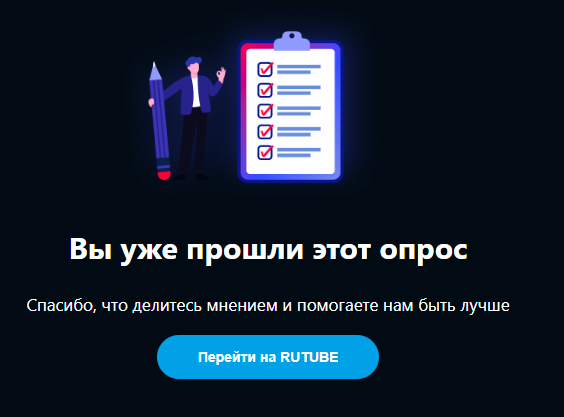 Вы уже прошли этот опрос
Спасибо, что делитесь мнением и помогаете нам быть лучше
Перейти на RUTUBE